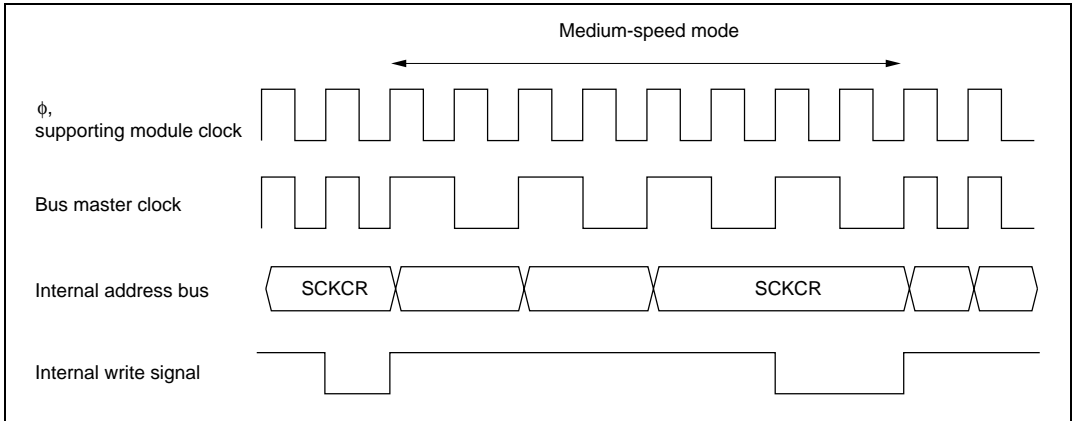 Medium-speed mode
ϕ,
supporting module clock
Bus master clock
Internal address bus
SCKCR
SCKCR
Internal write signal